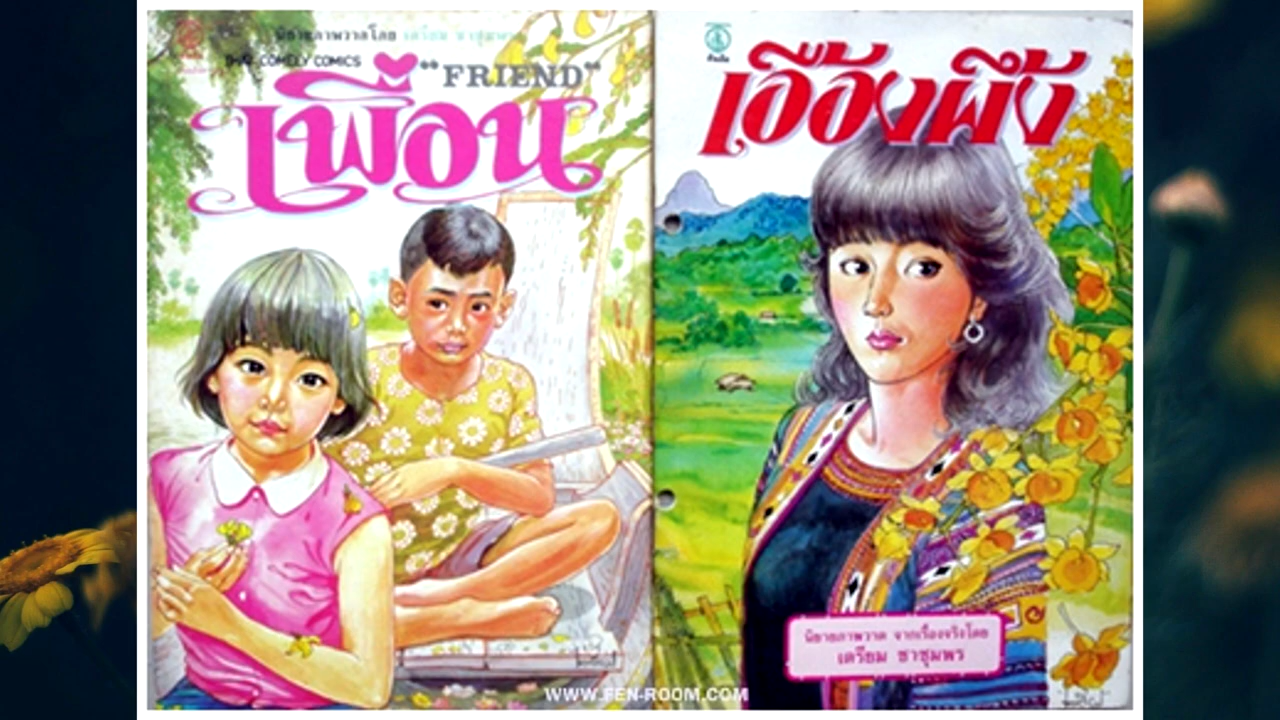 นิยายภาพวาดโดย เตรียม ชาชุมพร
COMELY COMICS
"FRIEND"
เพื่อน
เอื้องผึ้ง
นิยายภาพวาด จากเรื่องจริงโดย
เตรียม ชาชุมพร
WWW.FEN-ROOM.COM